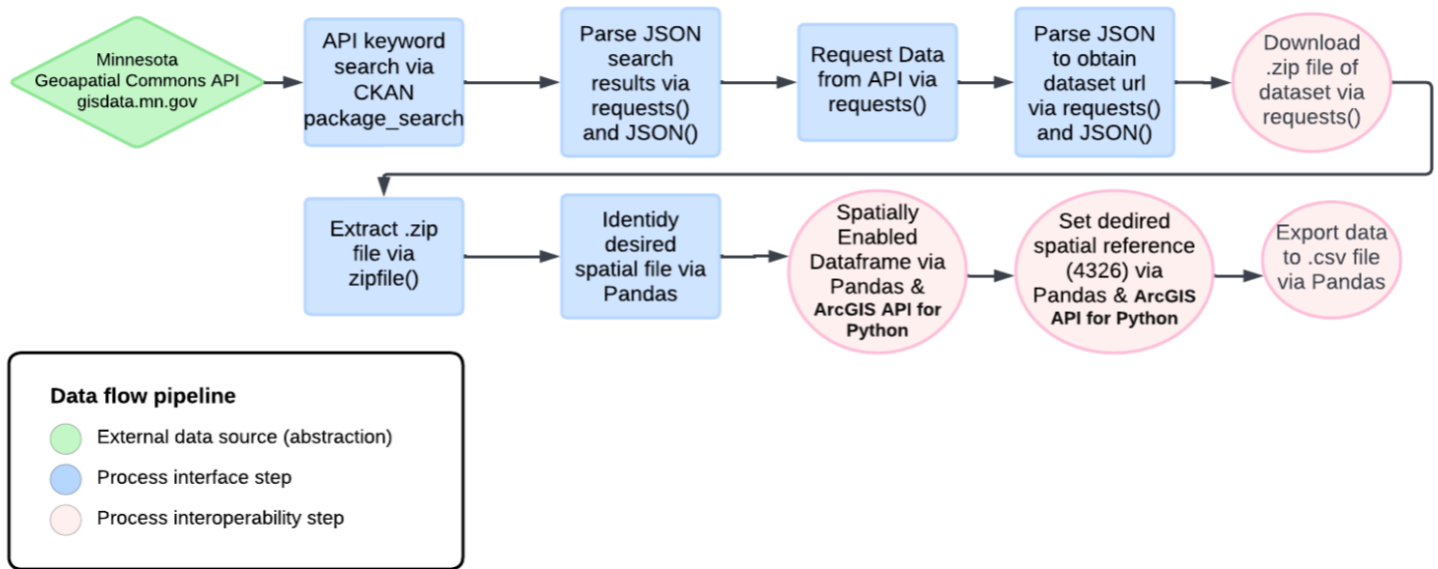 Minnesota
Geoapatial Commons API
gisdata.mn.gov
API keyword
search via
CKAN
package_search
Parse JSON
search
results via
requests()
and JSON()
Request Data
from API via
requests()
Parse JSON
to obtain
dataset url
via requests()
and JSON()
Download
.zip file of
dataset via
requests()
Extract .zip
file via
zipfile()
Identidy
desired
spatial file via
Pandas
Spatially
Enabled
Dataframe via
Pandas &
ArcGIS API for
Python
Set dedired
spatial reference
(4326) via
Pandas & ArcGIS
API for Python
Export data
to .csv file
via Pandas
Data flow pipeline
External data source (abstraction)
Process interface step
Process interoperability step